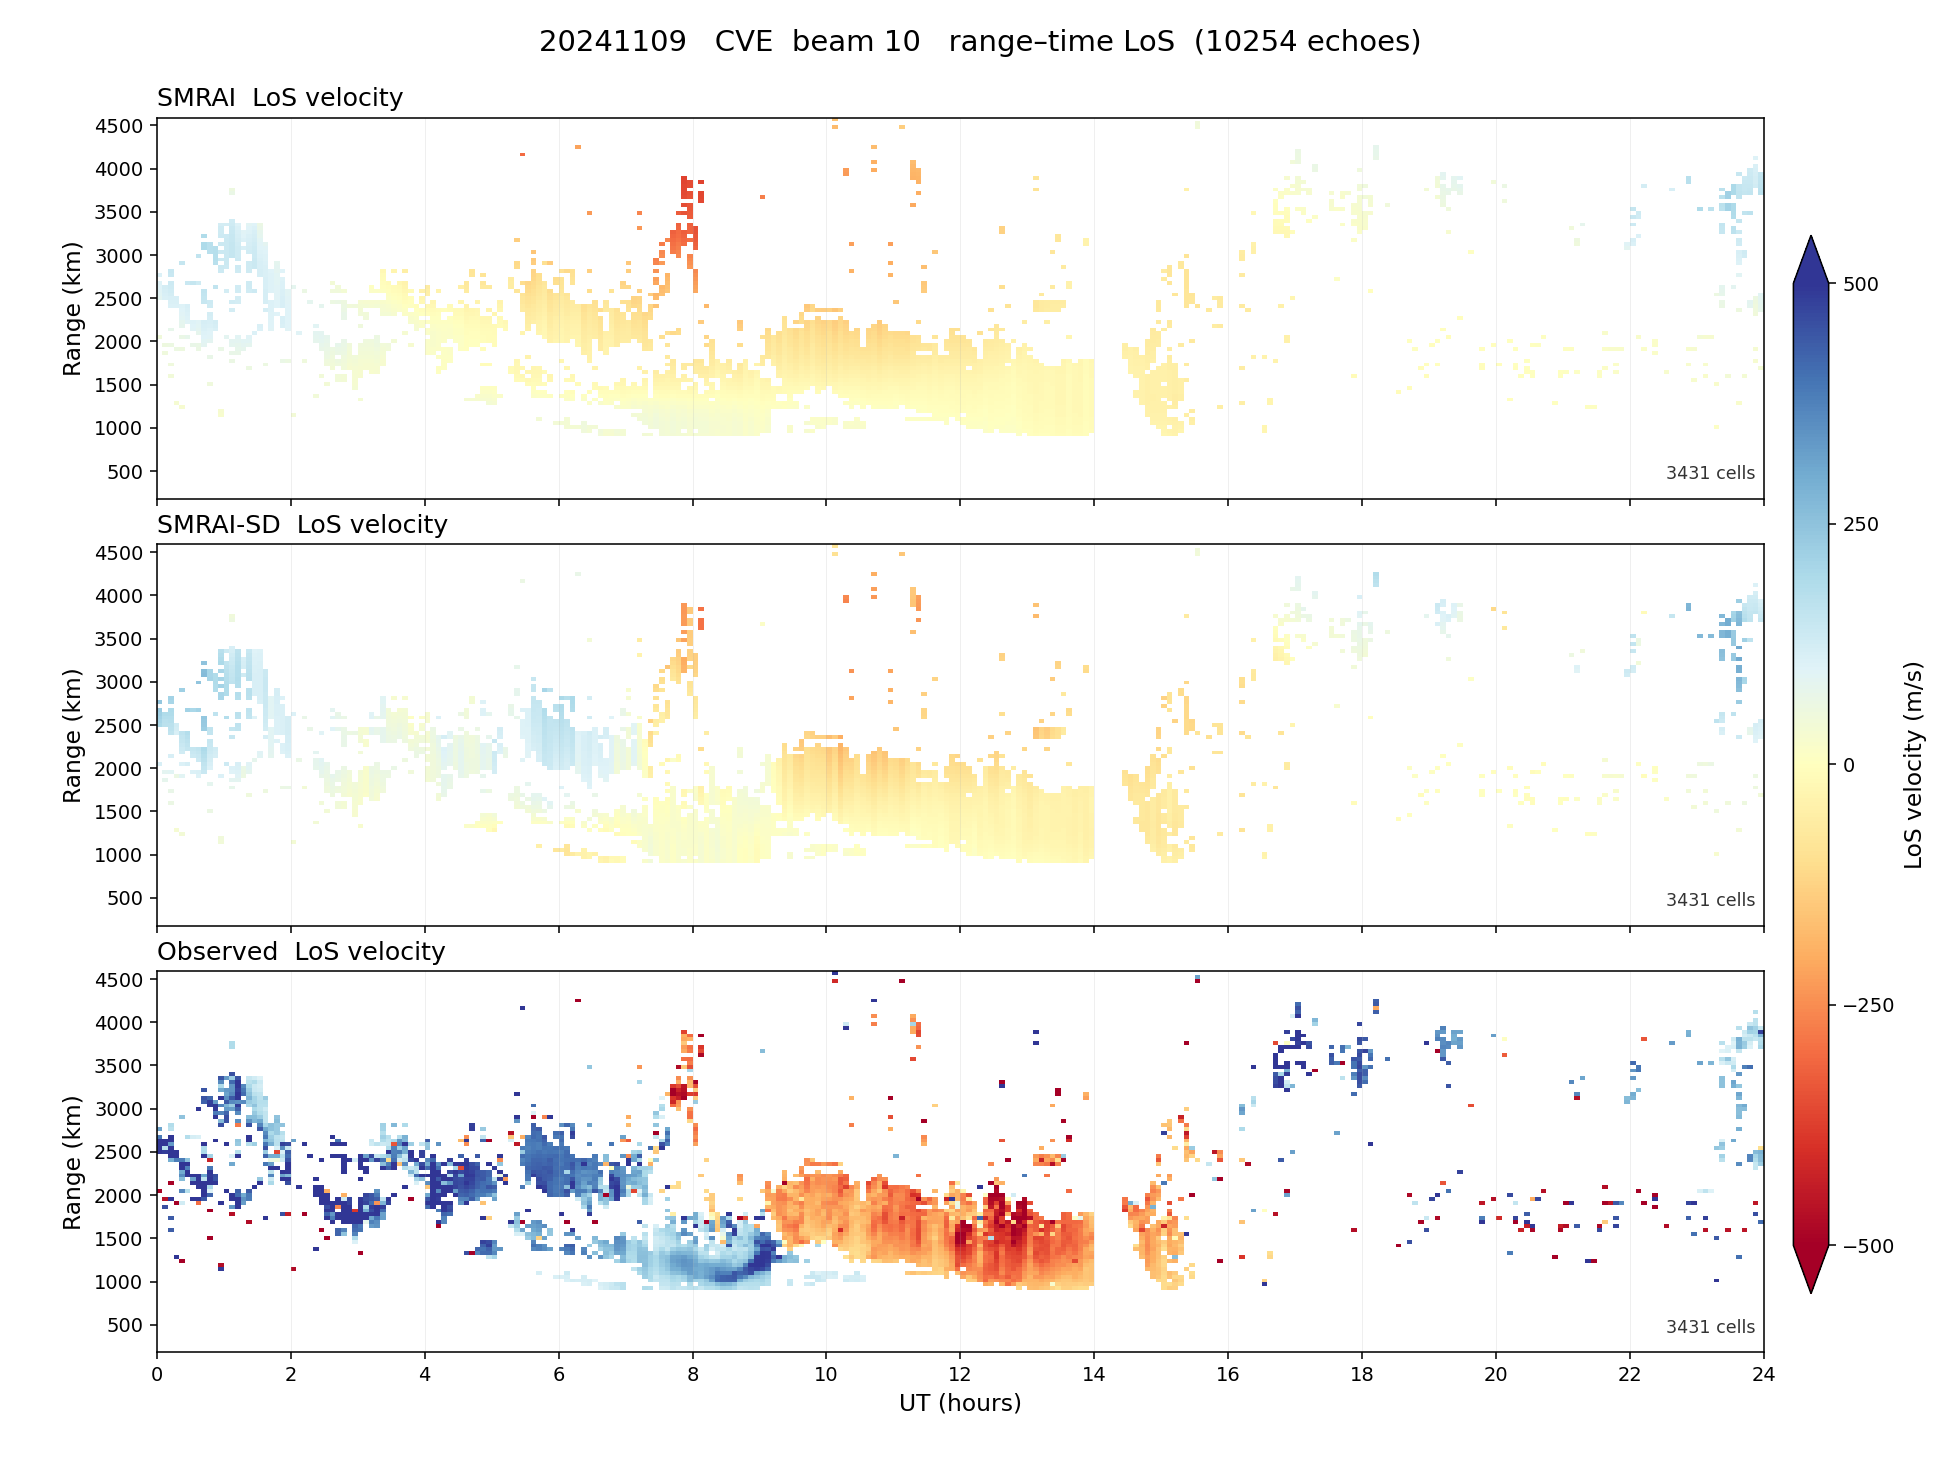 20241109   CVE  beam 10   range–time LoS  (10254 echoes)
SMRAI  LoS velocity
4500
4000
3500
3000
2500
2000
1500
1000
500
Range (km)
3431 cells
SMRAI-SD  LoS velocity
4500
4000
3500
3000
2500
2000
1500
1000
500
Range (km)
3431 cells
Observed  LoS velocity
4500
4000
3500
3000
2500
2000
1500
1000
500
Range (km)
3431 cells
0 2 4 6 8 10 12 14 16 18 20 22 24
UT (hours)
500
250
0
−250
−500
LoS velocity (m/s)